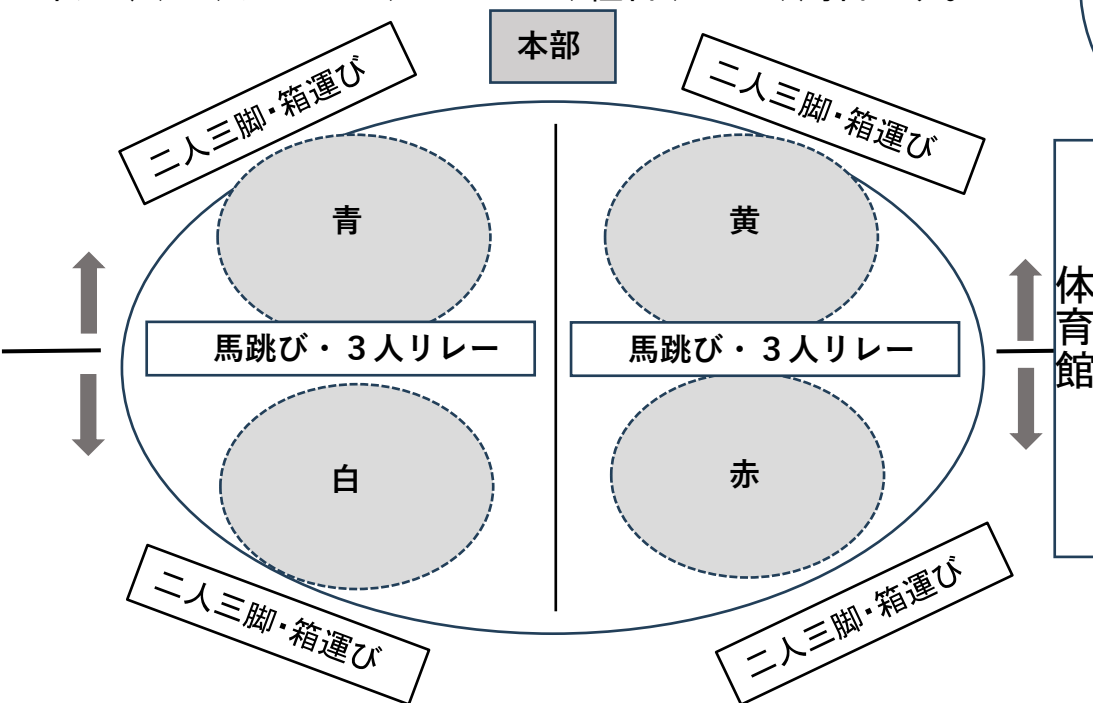 本部
二人三脚・箱運び
二人三脚・箱運び
青
黄
馬跳び・３人リレー
馬跳び・３人リレー
体育館
白
赤
二人三脚・箱運び
二人三脚・箱運び